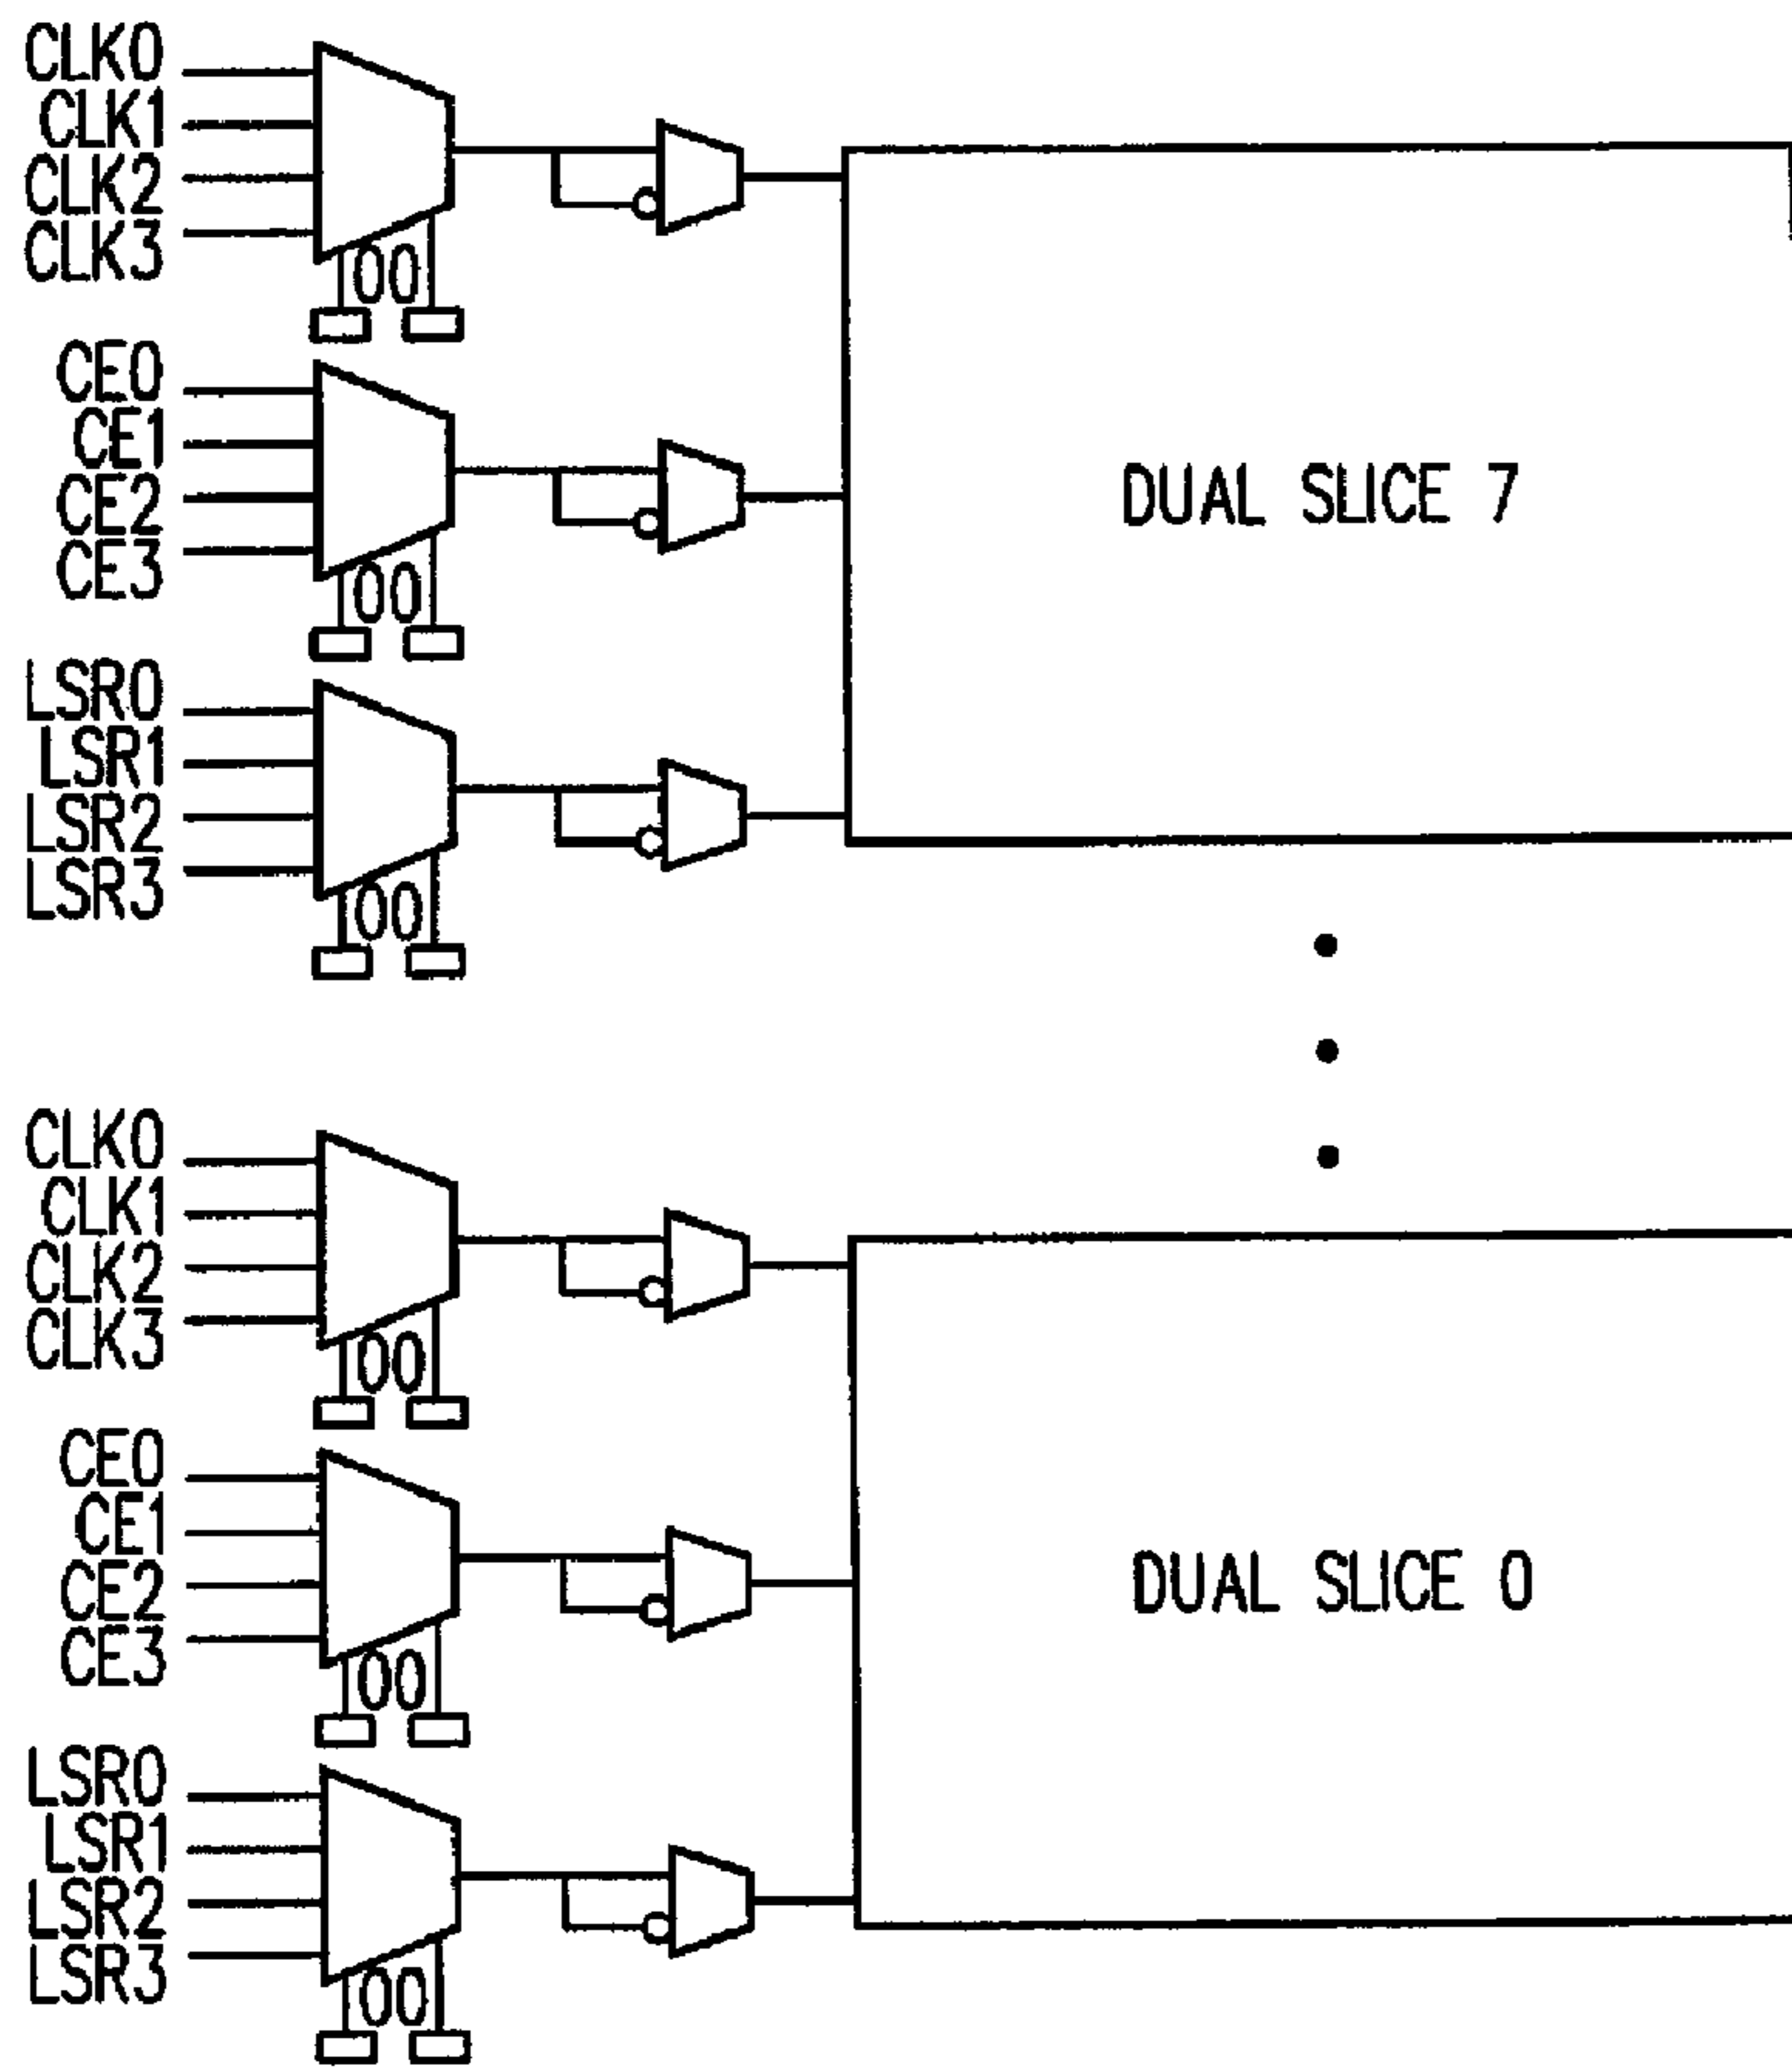 CLK0
CLK1
CLK2
CLK3
00
CE0
CE1
CE2
CE3
00
DUAL SLICE 7
LSR0
LSR1
LSR2
LSR3
00
CLK0
CLK1
CLK2
CLK3
00
CE0
CE1
CE2
CE3
00
DUAL SLICE 0
LSR0
LSR1
LSR2
LSR3
00